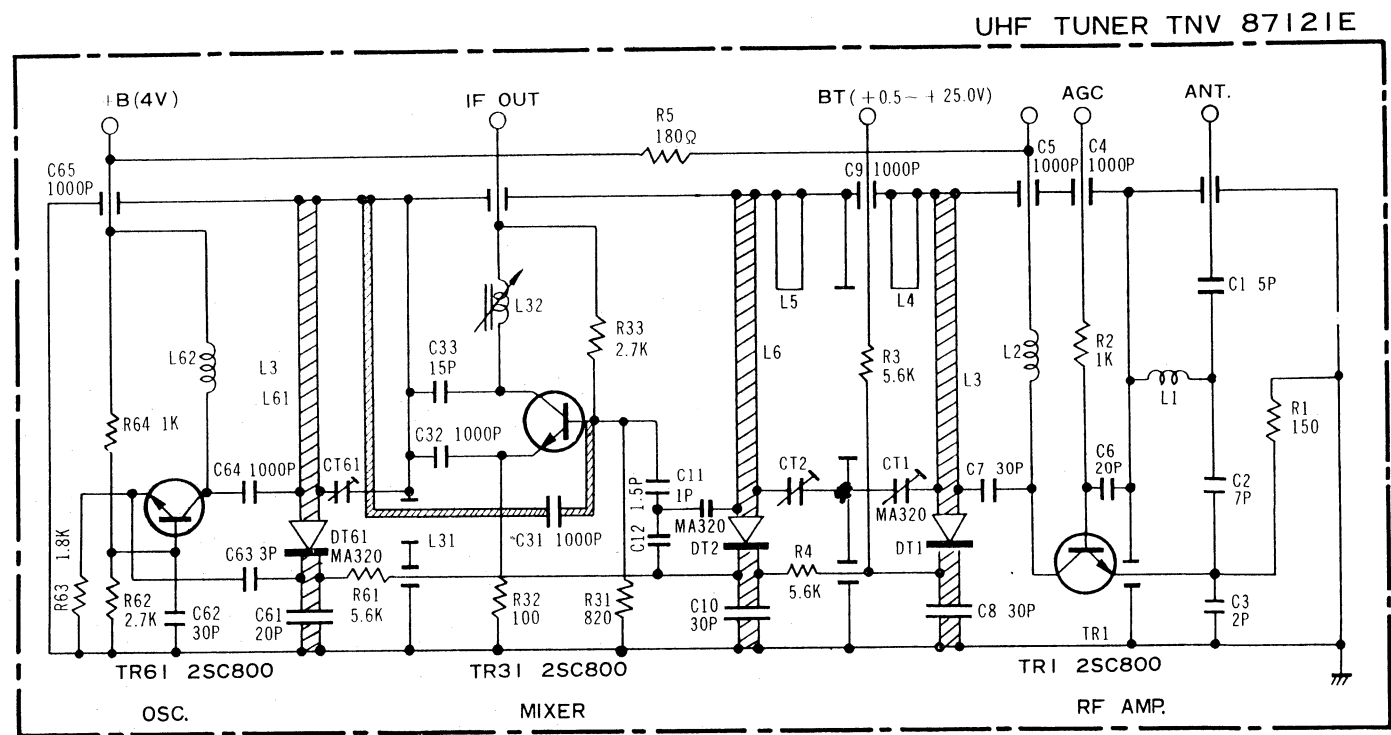 UHF TUNER TNV 87121E
+B(4V)
IF OUT
BT(+0.5~ + 25.0V)
AGC
ANT.
R5
180Ω
C65
1000P
C9 1000P
C5
1000P
C4
1000P
C1 5P
L5
L4
L32
L62
L3
L61
C33
15P
R33
2.7K
L6
R3
5.6K
L3
L2
R2
1K
L1
R1
150
R64 1K
C32 1000P
C64 1000P
CT61
C11
1P
1.5P
C12
CT2
CT1
C7 30P
C6
20P
C2
7P
MA320
MA320
1.8K
R63
DT61
MA320
L31
C31 1000P
DT2
DT1
C63 3P
R4
5.6K
R62
2.7K
C62
30P
C61
20P
R61
5.6K
R32
100
R31
820
C10
30P
C8 30P
C3
2P
TR1
TR61 2SC800
TR31 2SC800
TR1 2SC800
OSC.
MIXER
RF AMP.